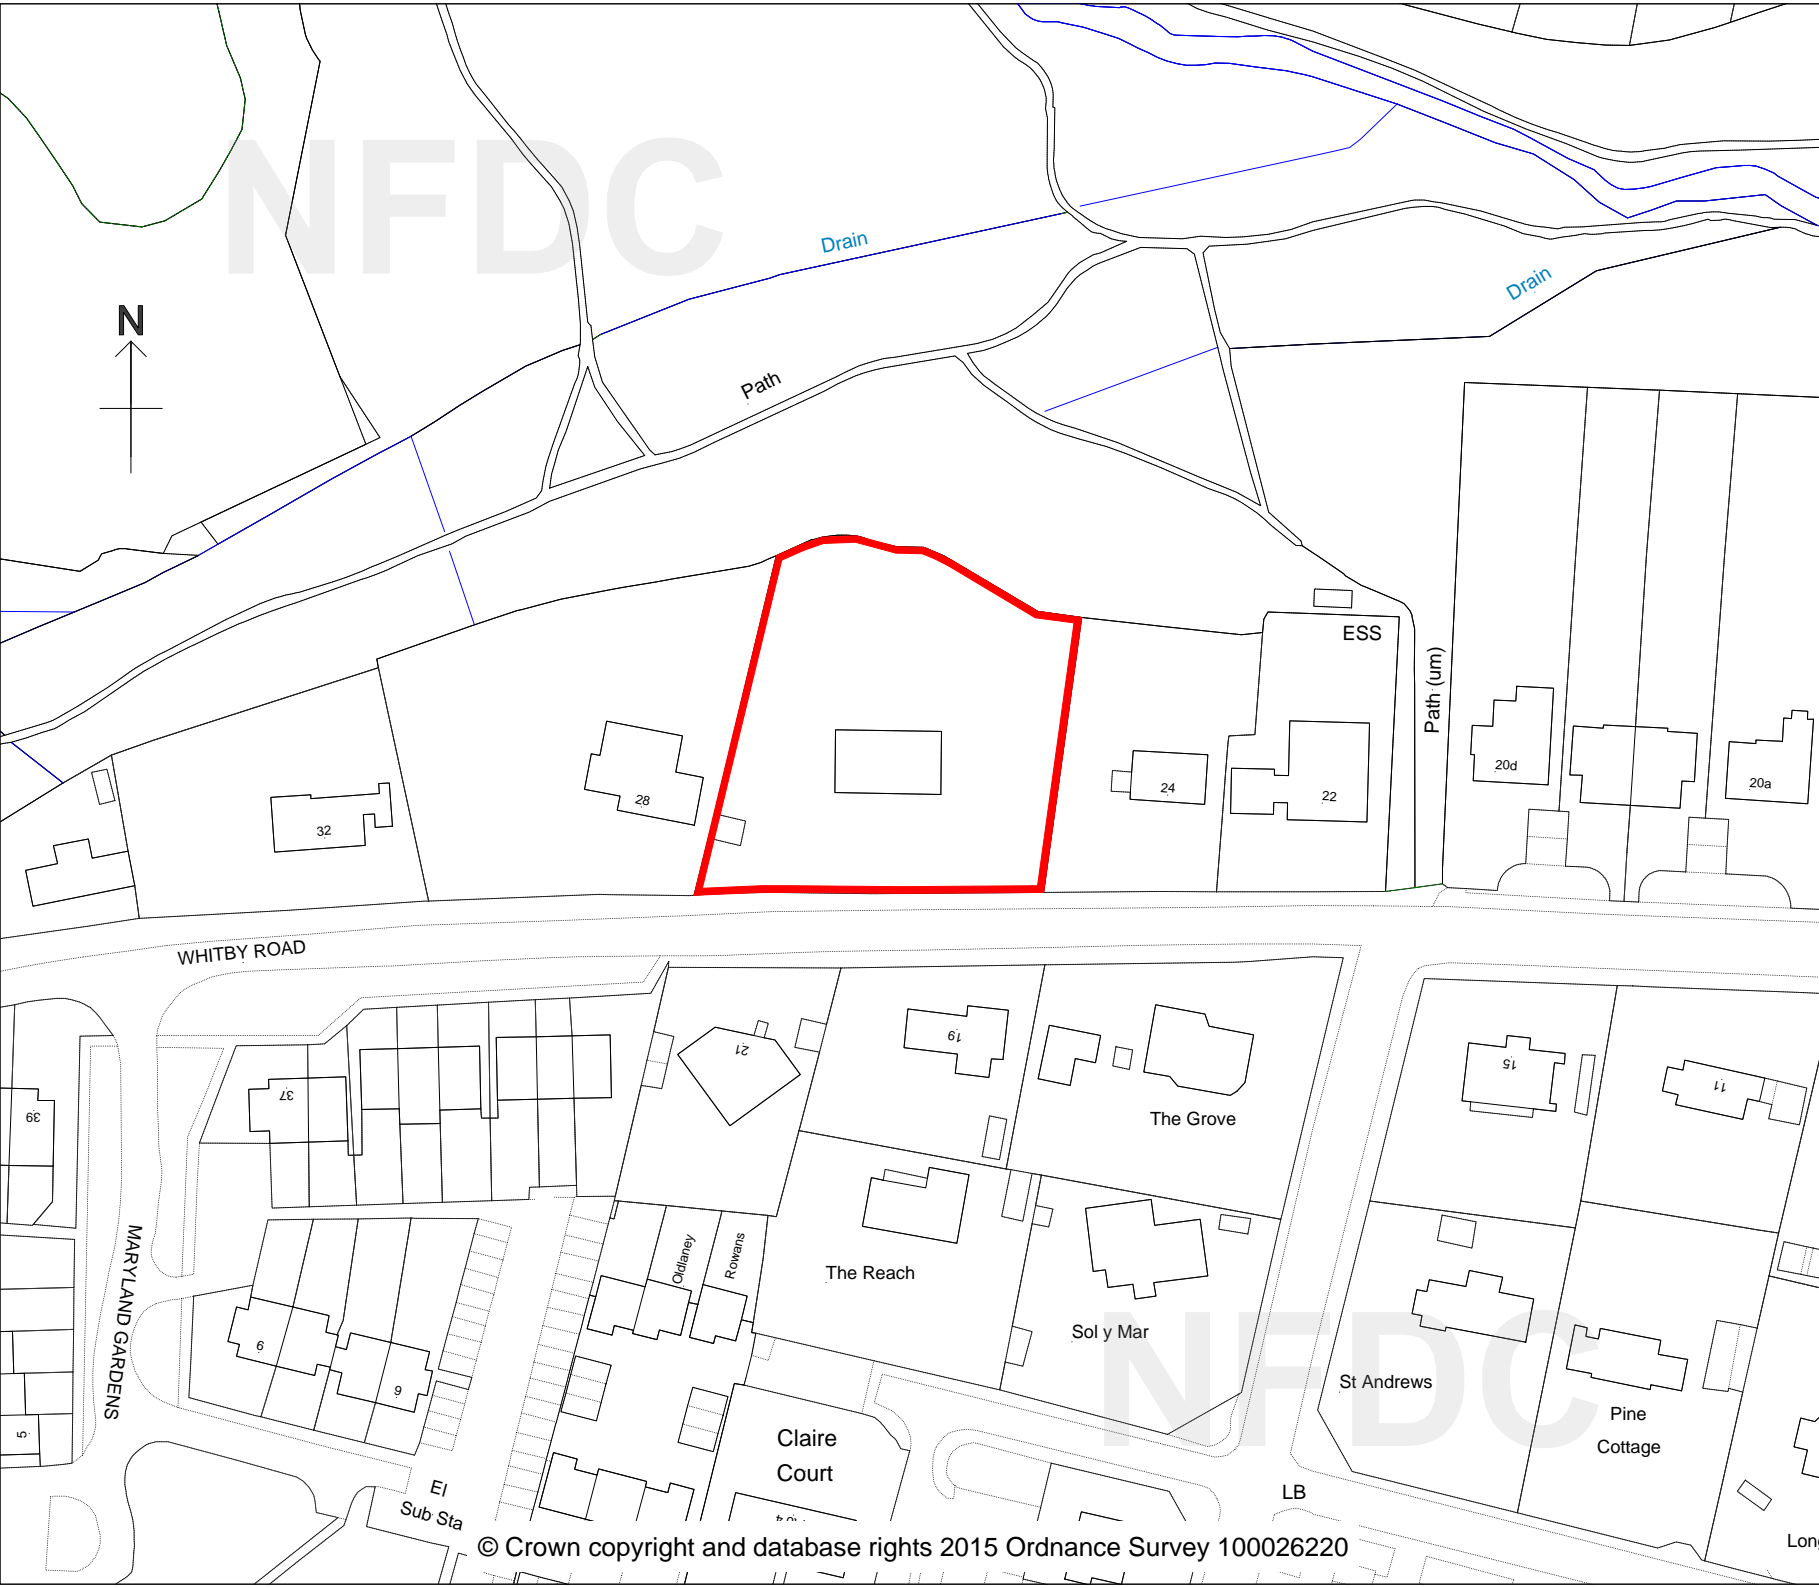 NFDC
N
Drain
Drain
Path
ESS
Path (um)
20d
20a
28
24
22
32
WHITBY ROAD
21
19
15
11
37
39
The Grove
Oldlaney
Rowans
The Reach
MARYLAND GARDENS
Sol y Mar
NFDC
St Andrews
Pine
Cottage
6
9
5
Claire
Court
El
Sub Sta
LB
© Crown copyright and database rights 2015 Ordnance Survey 100026220